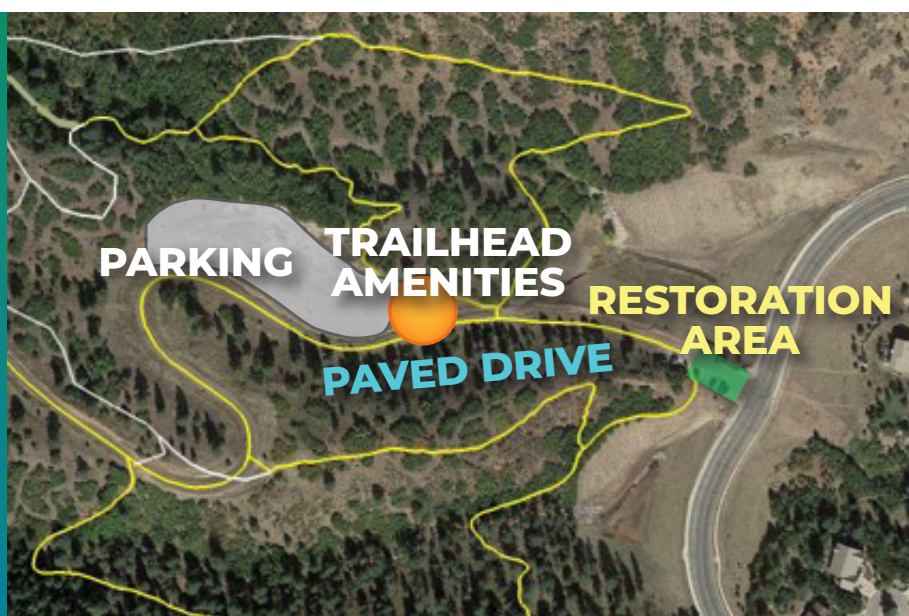 PARKING
TRAILHEAD
AMENITIES
RESTORATION
AREA
PAVED DRIVE